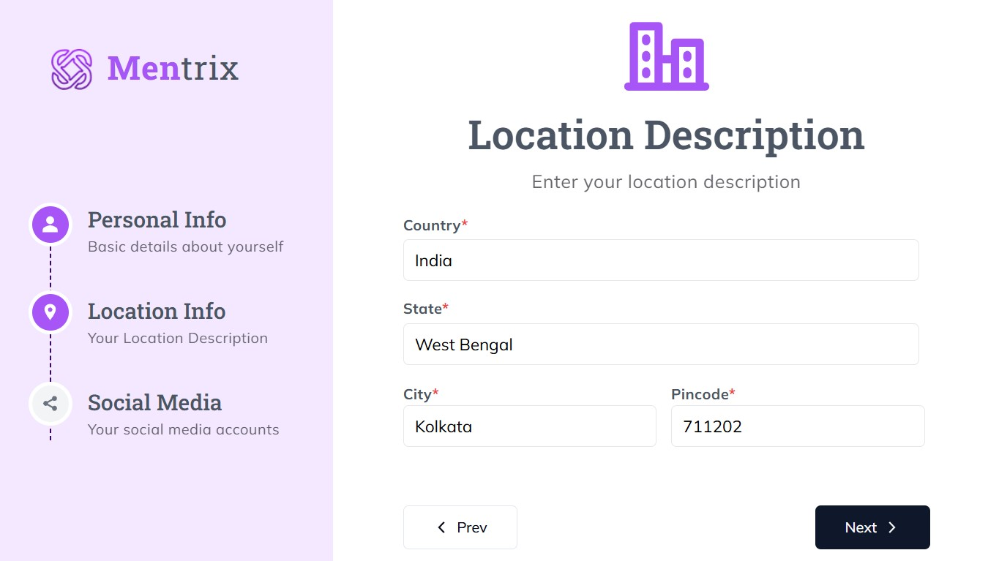 Mentrix
Personal Info
Basic details about yourself
Location Info
Your Location Description
Social Media
Your social media accounts
Location Description
Enter your location description
Country*
India
State*
West Bengal
City* Pincode*
Kolkata 711202
Prev Next